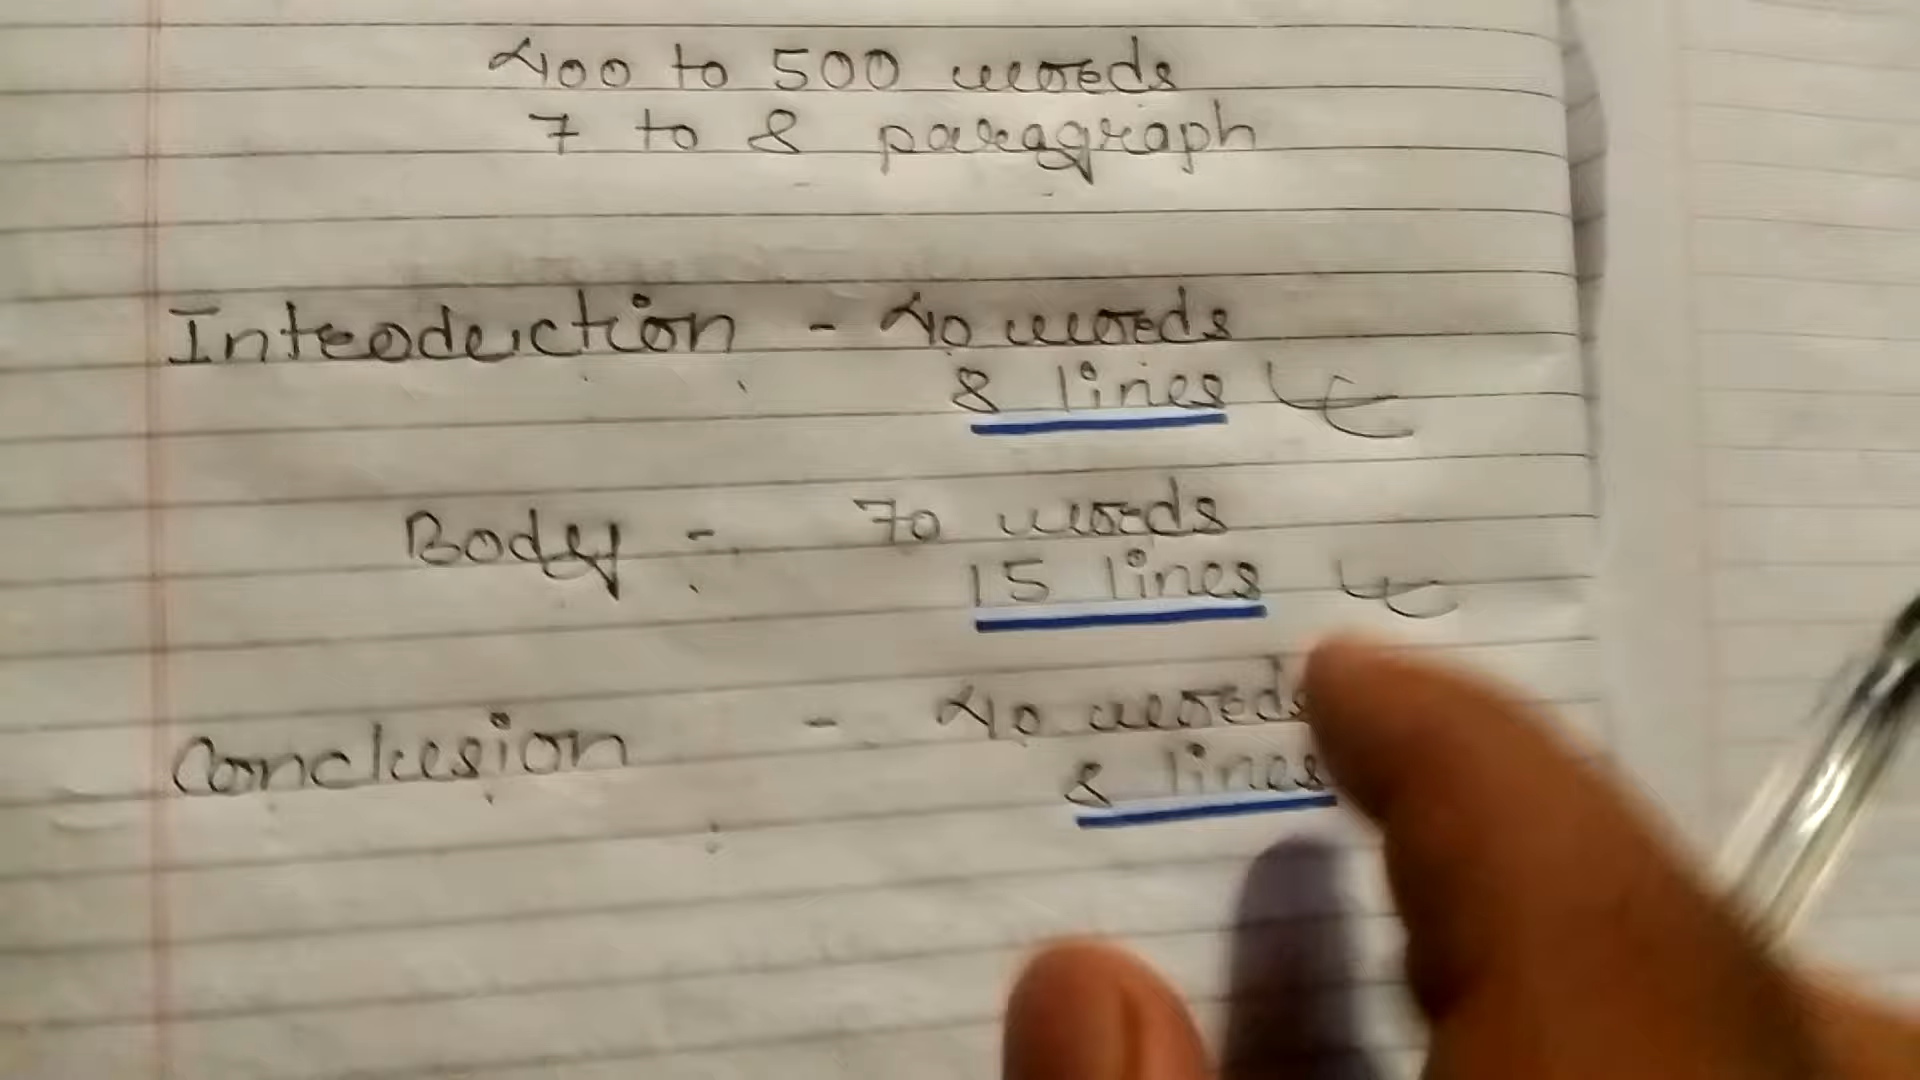 400 to 500 words
7 to 8 paragraph
Introduction - 40 words
8 lines
Body - 70 words
15 lines
Conclusion - 40 words
8 lines